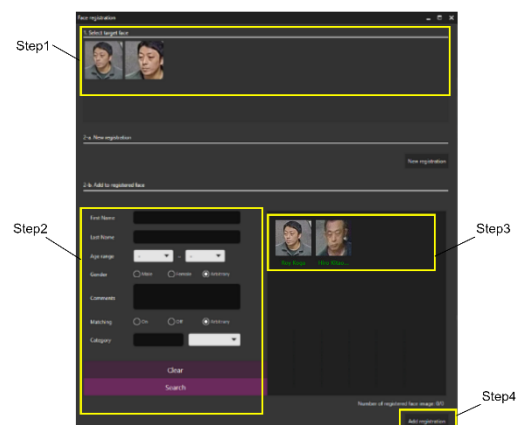 Face registration
1. Select target face
Step1
2-a. New registration
New registration
2-b. Add to registered face
First Name
Last Name
Age range
--
-
--
Gender
Male
Female
Arbitrary
Comments
Matching
On
Off
Arbitrary
Category
Clear
Search
Step2
Step3
Number of registered face image: 0/0
Step4
Add registration